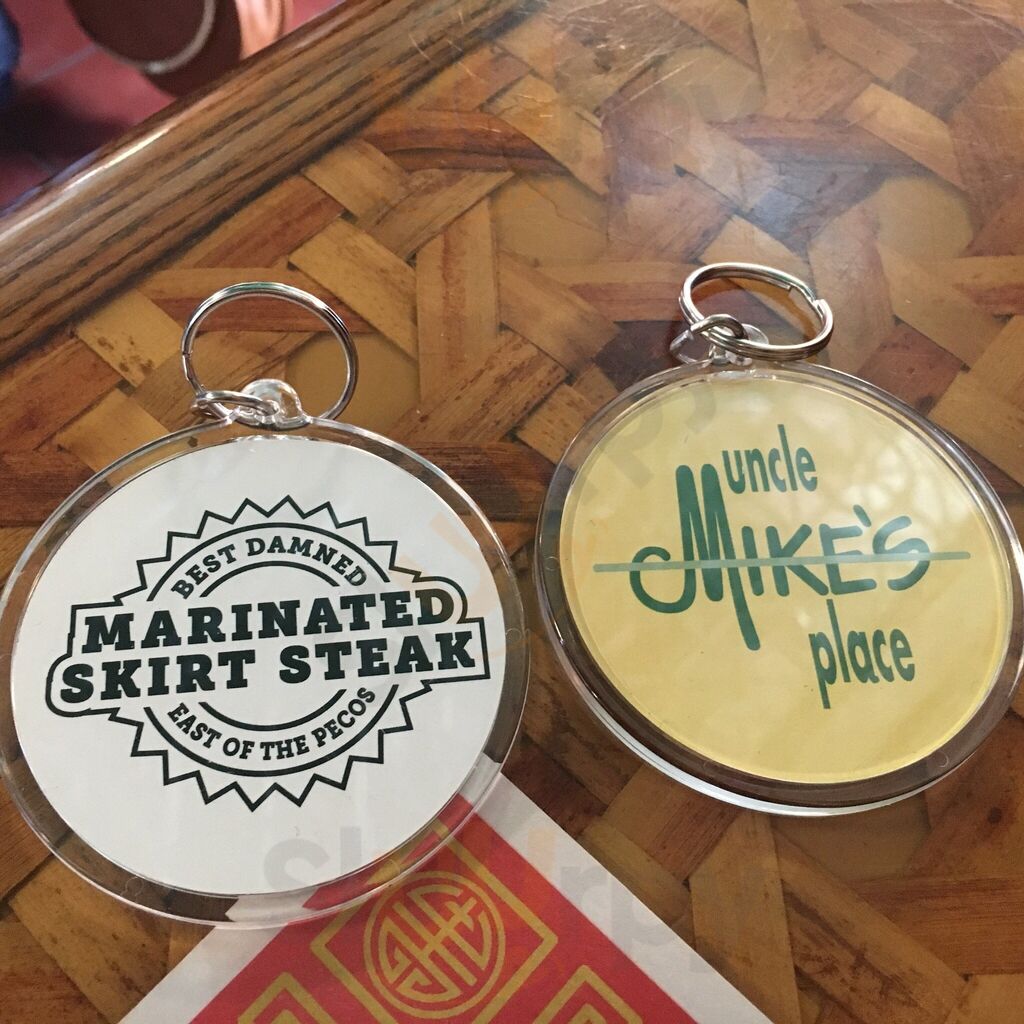 BEST DAMNED
MARINATED
SKIRT STEAK
EAST OF THE PECOS
uncle
MIKE'S
place